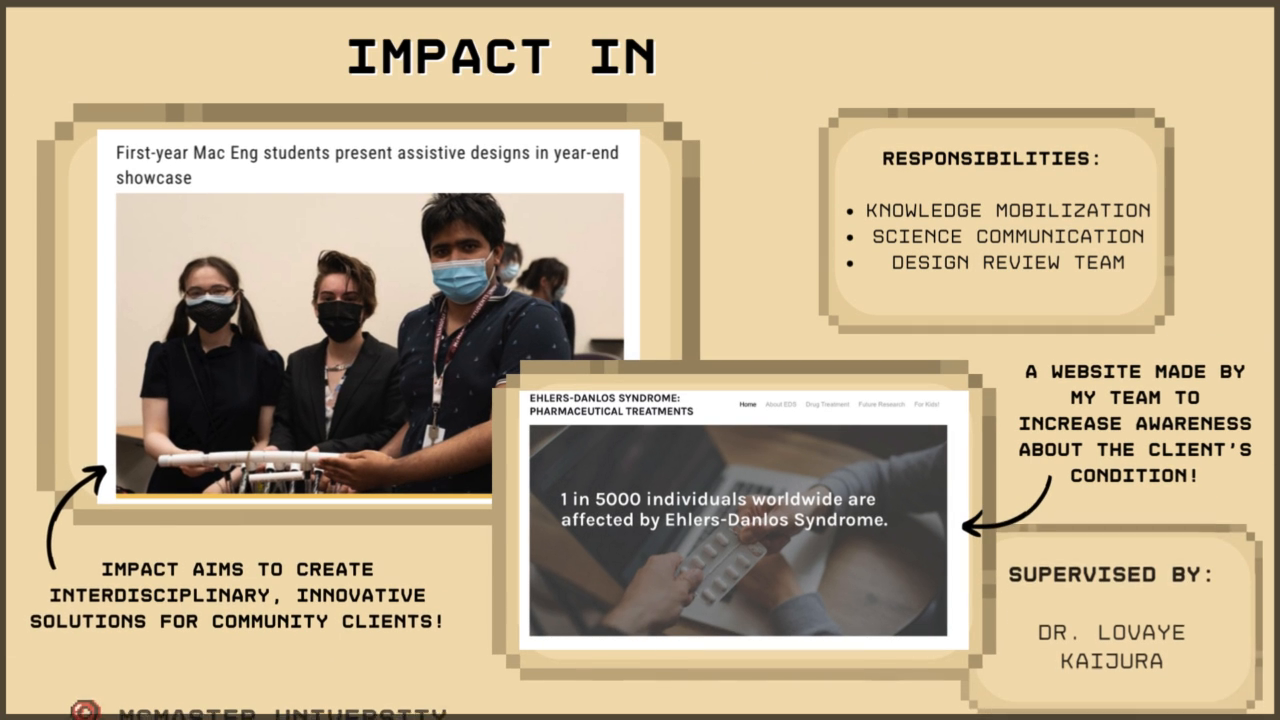 IMPACT IN
First-year Mac Eng students present assistive designs in year-end
showcase
RESPONSIBILITIES:
• KNOWLEDGE MOBILIZATION
• SCIENCE COMMUNICATION
• DESIGN REVIEW TEAM
A WEBSITE MADE BY
MY TEAM TO
INCREASE AWARENESS
ABOUT THE CLIENT'S
CONDITION!
EHLERS-DANLOS SYNDROME:
PHARMACEUTICAL TREATMENTS
Home About EDS Drug Treatment Future Research For Kids!
1 in 5000 individuals worldwide are
affected by Ehlers-Danlos Syndrome.
IMPACT AIMS TO CREATE
INTERDISCIPLINARY, INNOVATIVE
SOLUTIONS FOR COMMUNITY CLIENTS!
SUPERVISED BY:
DR. LOVAYE
KAIJURA
MCMASTER UNIVERSITY